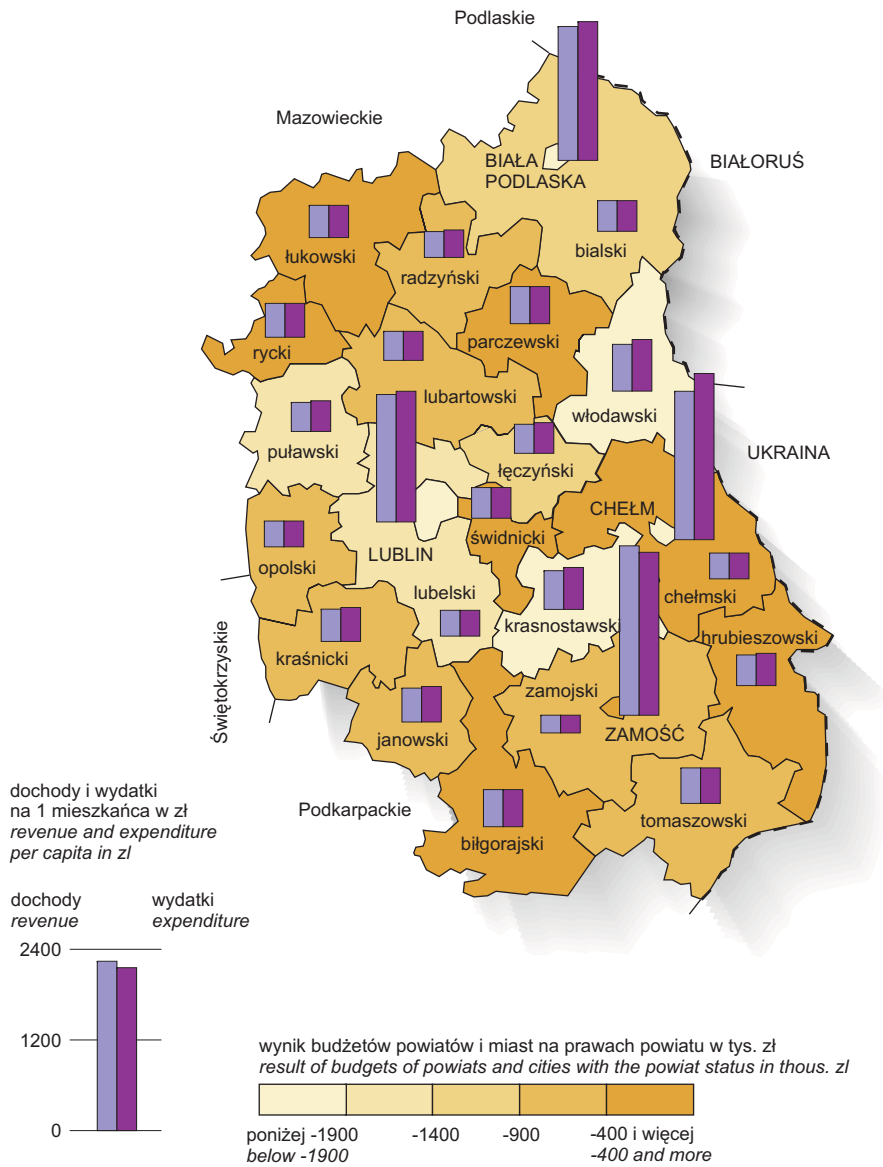 Podlaskie
Mazowieckie
BIAŁA
PODLASKA
BIAŁORUŚ
bialski
łukowski
radzyński
rycki
parczewski
lubartowski
włodawski
puławski
łęczyński
UKRAINA
CHEŁM
świdnicki
opolski
LUBLIN
chełmski
lubelski
krasnostawski
hrubieszowski
kraśnicki
Świętokrzyskie
zamojski
janowski
ZAMOŚĆ
Podkarpackie
tomaszowski
biłgorajski
dochody i wydatki
na 1 mieszkańca w zł
revenue and expenditure
per capita in zl
dochody wydatki
revenue expenditure
2400
1200
0
wynik budżetów powiatów i miast na prawach powiatu w tys. zł
result of budgets of powiats and cities with the powiat status in thous. zl
poniżej -1900 -1400 -900 -400 i więcej
below -1900 -400 and more